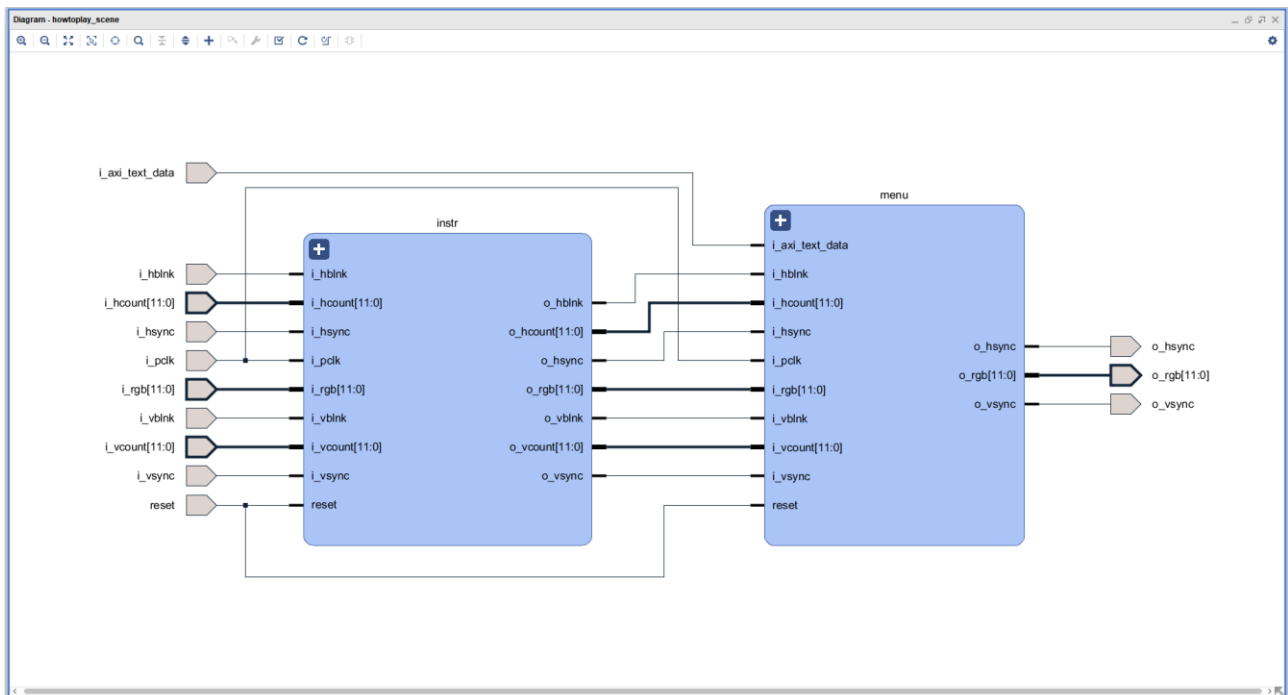 Diagram - howtoplay_scene
i_axi_text_data
i_hblnk
i_hcount[11:0]
i_hsync
i_pclk
i_rgb[11:0]
i_vblnk
i_vcount[11:0]
i_vsync
reset
instr
i_hblnk
i_hcount[11:0]
i_hsync
i_pclk
i_rgb[11:0]
i_vblnk
i_vcount[11:0]
i_vsync
reset
o_hblnk
o_hcount[11:0]
o_hsync
o_rgb[11:0]
o_vblnk
o_vcount[11:0]
o_vsync
menu
i_axi_text_data
i_hblnk
i_hcount[11:0]
i_hsync
i_pclk
i_rgb[11:0]
i_vblnk
i_vcount[11:0]
i_vsync
reset
o_hsync
o_rgb[11:0]
o_vsync
o_hsync
o_rgb[11:0]
o_vsync